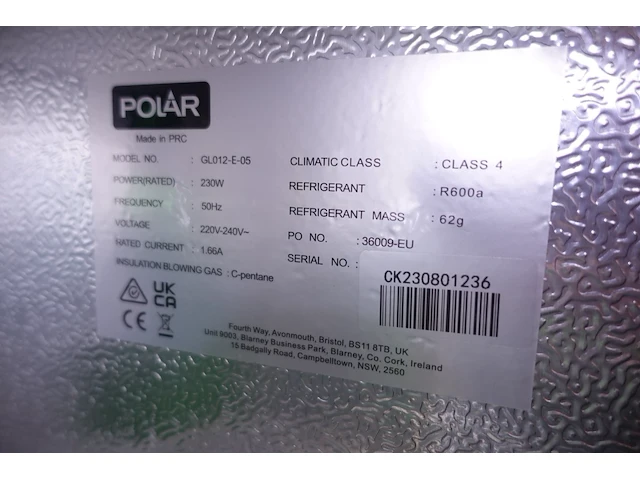 POLAR
Made in PRC
MODEL NO. : GL012-E-05
POWER(RATED) : 230W
FREQUENCY : 50Hz
VOLTAGE : 220V-240V~
RATED CURRENT : 1.66A
INSULATION BLOWING GAS : C-pentane
CLIMATIC CLASS : CLASS 4
REFRIGERANT : R600a
REFRIGERANT MASS : 62g
PO NO. : 36009-EU
SERIAL NO. :
CK230801236
UK
CA
CE
Fourth Way, Avonmouth, Bristol, BS11 8TB, UK
Unit 9003, Blarney Business Park, Blarney, Co. Cork, Ireland
15 Badgally Road, Campbelltown, NSW, 2560